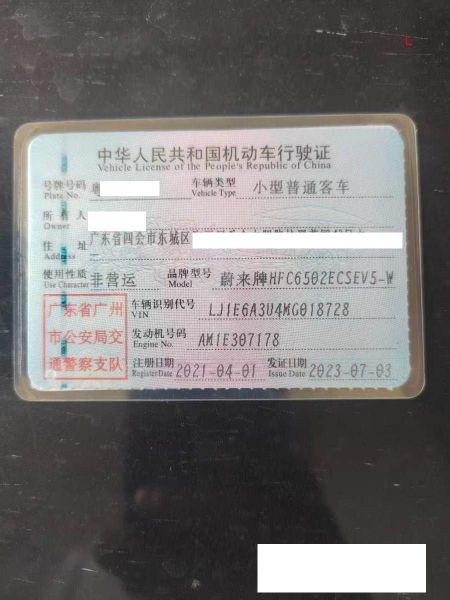 L
中华人民共和国机动车行驶证
Vehicle License of the People's Republic of China
号牌号码 粤 车辆类型 小型普通客车
Plate No. Vehicle Type
所有人
Owner
住址 广东省四会市东城区
Address
使用性质 非营运 品牌型号 蔚来牌HFC6502ECSEV5-W
Use Character Model
广东省广州市公安局交通警察支队
车辆识别代号 LJ1E6A3U4MG018728
VIN
发动机号码 AM1E307178
Engine No.
注册日期 2021-04-01 发证日期 2023-07-03
Register Date Issue Date